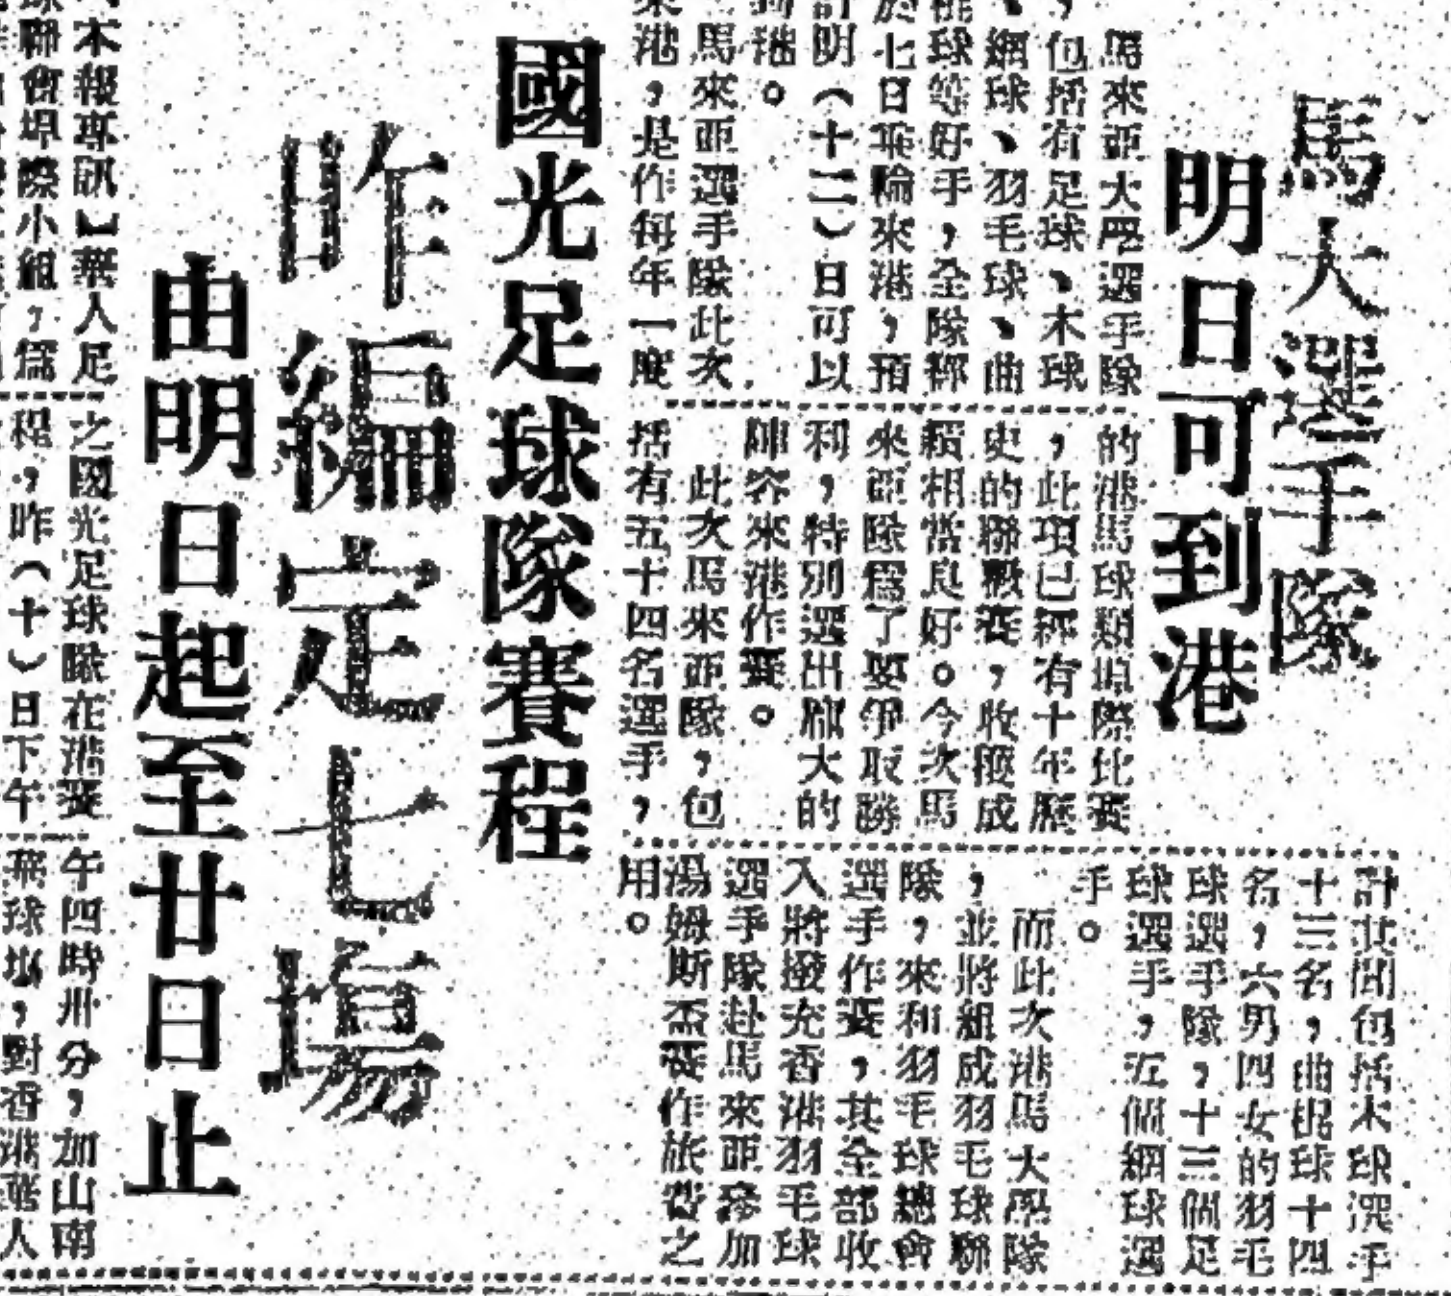 馬大選手隊
明日可到港
馬來亞大學選手隊
，包括有足球、木球
、網球、羽毛球、曲
棍球等好手，全隊都
於七日乘輪來港，預
計明（十二）日可以
到港。
馬來亞選手隊此次
來港，是作每年一度
的港馬球類埠際比賽
，此項已經有十年歷
史的聯戰賽，收穫成
績相當良好。今次馬
來亞隊爲了要爭取勝
利，特別選出龐大的
陣容來港作賽。
此次馬來亞隊，包
括有五十四名選手，
計其間包括木球選手
十三名，曲棍球十四
名，六男四女的羽毛
球選手隊，十三個足
球選手，五個網球選
手。
而此次港馬大學隊
，並將組成羽毛球聯
隊，來和羽毛球總會
選手作賽，其全部收
入將撥充香港羽毛球
選手隊赴馬來亞參加
湯姆斯盃賽作旅費之
用。
國光足球隊賽程
昨編定七場
由明日起至廿日止
本報專訊】華人足
球聯會埠際小組，爲
之國光足球隊在港賽
程，昨（十）日下午
午四時卅分，加山南
華球場，對香港華人